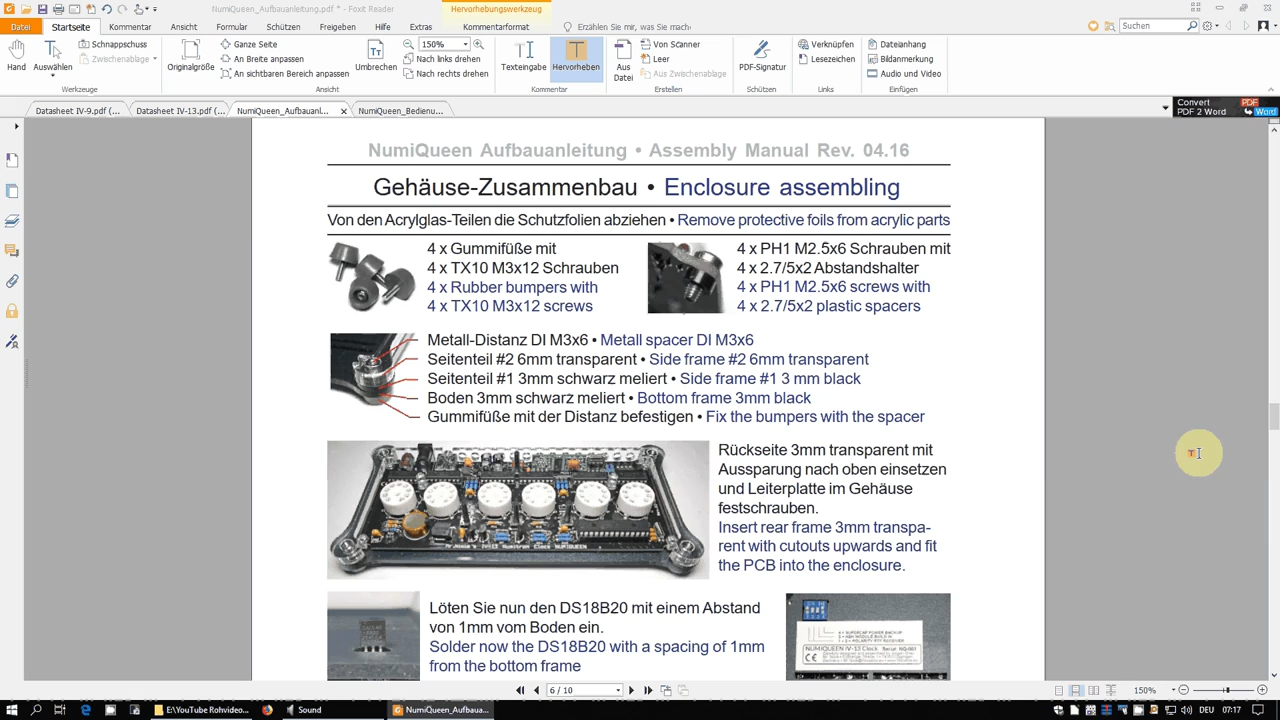 NumiQueen_Aufbauanleitung.pdf * - Foxit Reader
Hervorhebungswerkzeug
Datei Startseite Kommentar Ansicht Formular Schützen Freigeben Hilfe Extras Kommentarformat Erzählen Sie mir, was Sie mach
Suchen
Hand
Auswählen
Schnappschuss
Zwischenablage
Werkzeuge
Originalgröße
Ganze Seite
An Breite anpassen
An sichtbaren Bereich anpassen
Ansicht
Umbrechen
150%
Nach links drehen
Nach rechts drehen
Texteingabe
Hervorheben
Kommentar
Aus Datei
Von Scanner
Leer
Aus Zwischenablage
Erstellen
PDF-Signatur
Schützen
Verknüpfen
Lesezeichen
Links
Dateianhang
Bildanmerkung
Audio und Video
Einfügen
Datasheet IV-9.pdf (... Datasheet IV-13.pdf (... NumiQueen_Aufbauanl... NumiQueen_Bedienu...
Convert PDF
PDF 2 Word Word
NumiQueen Aufbauanleitung • Assembly Manual Rev. 04.16
Gehäuse-Zusammenbau • Enclosure assembling
Von den Acrylglas-Teilen die Schutzfolien abziehen • Remove protective foils from acrylic parts
4 x Gummifüße mit
4 x TX10 M3x12 Schrauben
4 x Rubber bumpers with
4 x TX10 M3x12 screws
4 x PH1 M2.5x6 Schrauben mit
4 x 2.7/5x2 Abstandshalter
4 x PH1 M2.5x6 screws with
4 x 2.7/5x2 plastic spacers
Metall-Distanz DI M3x6 • Metall spacer DI M3x6
Seitenteil #2 6mm transparent • Side frame #2 6mm transparent
Seitenteil #1 3mm schwarz meliert • Side frame #1 3 mm black
Boden 3mm schwarz meliert • Bottom frame 3mm black
Gummifüße mit der Distanz befestigen • Fix the bumpers with the spacer
Rückseite 3mm transparent mit
Aussparung nach oben einsetzen
und Leiterplatte im Gehäuse
festschrauben.
Insert rear frame 3mm transpa-
rent with cutouts upwards and fit
the PCB into the enclosure.
Löten Sie nun den DS18B20 mit einem Abstand
von 1mm vom Boden ein.
Solder now the DS18B20 with a spacing of 1mm
from the bottom frame
NUMIQUEEN IV-13 Clock
6 / 10
150%
E:\YouTube Rohvideo...
Sound
NumiQueen_Aufbaua...
DEU 07:17